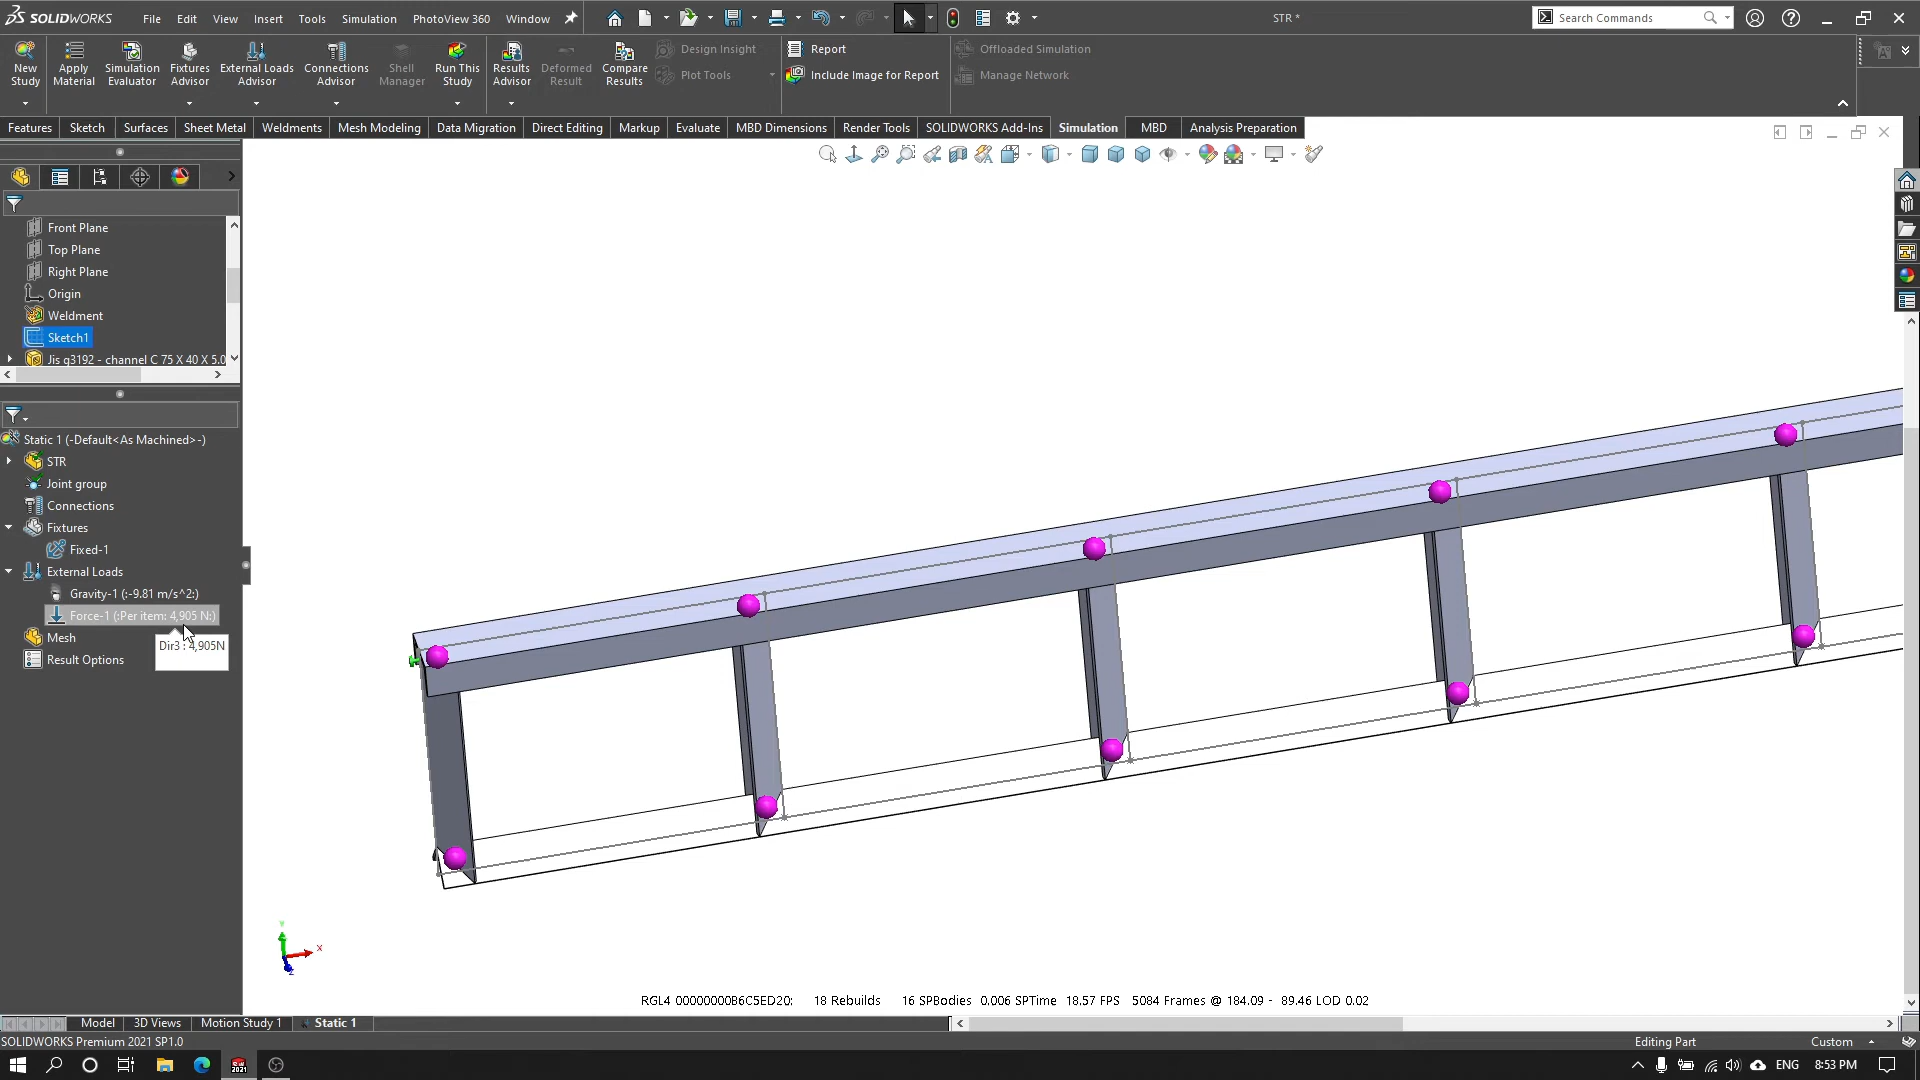 SOLIDWORKS File Edit View Insert Tools Simulation PhotoView 360 Window STR * Search Commands
New Study
Apply Material
Simulation Evaluator
Fixtures Advisor
External Loads Advisor
Connections Advisor
Shell Manager
Run This Study
Results Advisor
Deformed Result
Compare Results
Design Insight
Plot Tools
Report
Include Image for Report
Offloaded Simulation
Manage Network
Features Sketch Surfaces Sheet Metal Weldments Mesh Modeling Data Migration Direct Editing Markup Evaluate MBD Dimensions Render Tools SOLIDWORKS Add-Ins Simulation MBD Analysis Preparation
Front Plane
Top Plane
Right Plane
Origin
Weldment
Sketch1
Jis g3192 - channel C 75 X 40 X 5.0
Static 1 (-Default<As Machined>-)
STR
Joint group
Connections
Fixtures
Fixed-1
External Loads
Gravity-1 (:-9.81 m/s^2:)
Force-1 (:Per item: 4,905 N:)
Mesh
Dir3 : 4,905N
Result Options
Y
X
Z
RGL4 00000000B6C5ED20: 18 Rebuilds 16 SPBodies 0.006 SPTime 18.57 FPS 5084 Frames @ 184.09 - 89.46 LOD 0.02
Model 3D Views Motion Study 1 Static 1
SOLIDWORKS Premium 2021 SP1.0 Editing Part Custom
2021
ENG 8:53 PM